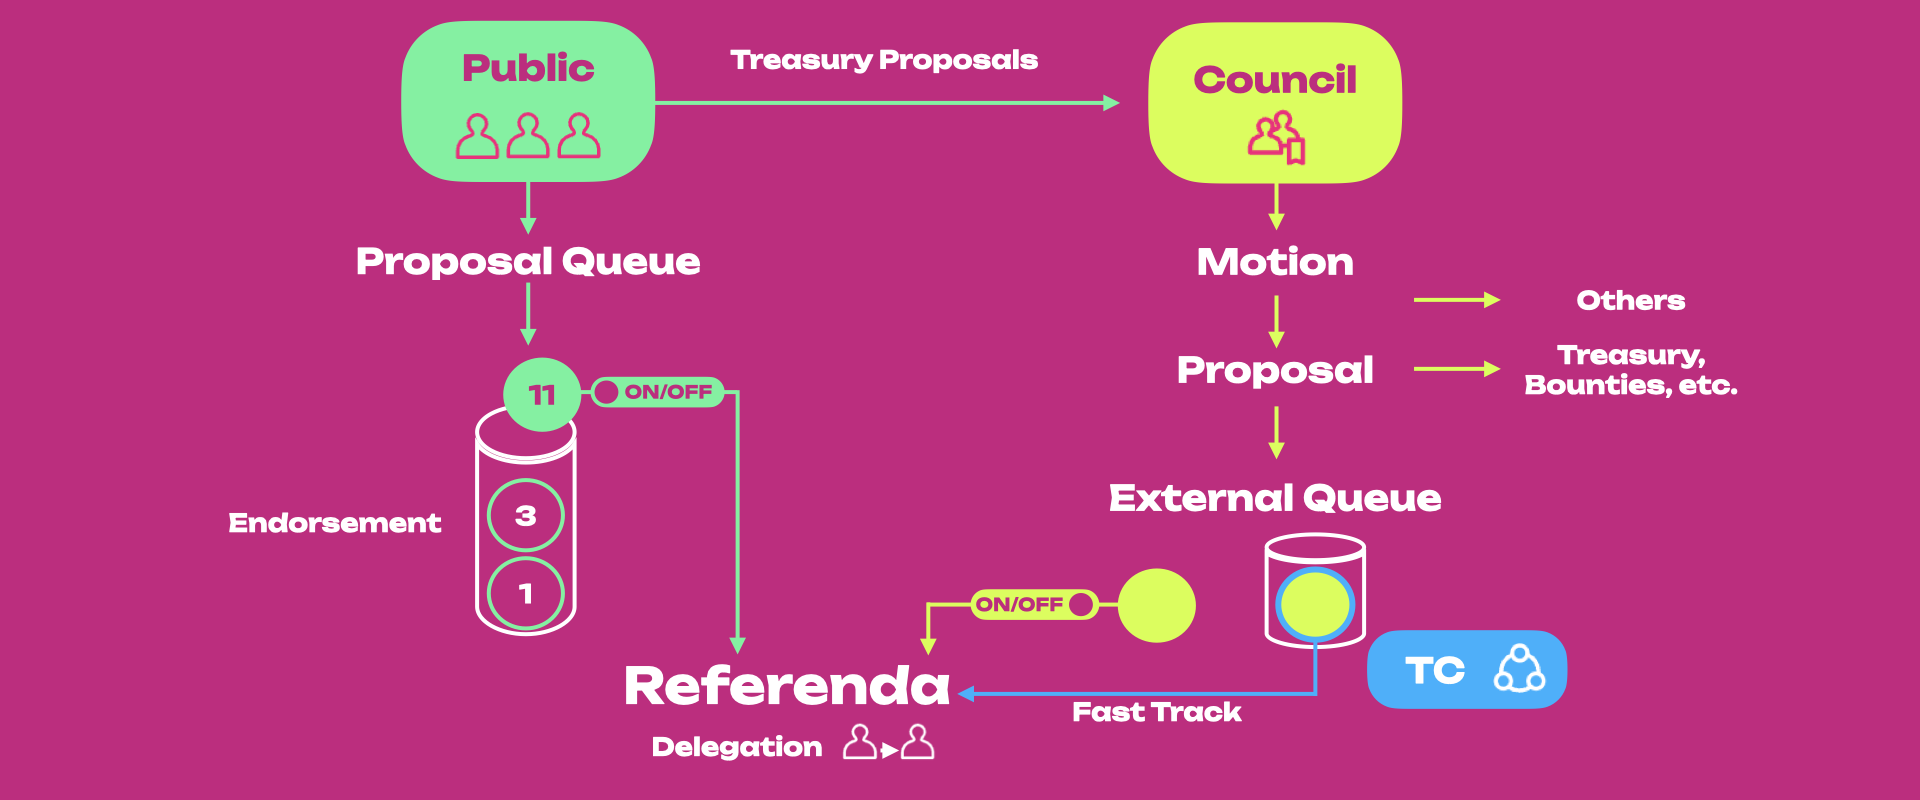 Public
Treasury Proposals
Council
Proposal Queue
Motion
Others
Proposal
Treasury,
Bounties, etc.
11
ON/OFF
Endorsement
3
1
External Queue
ON/OFF
Referenda
TC
Fast Track
Delegation